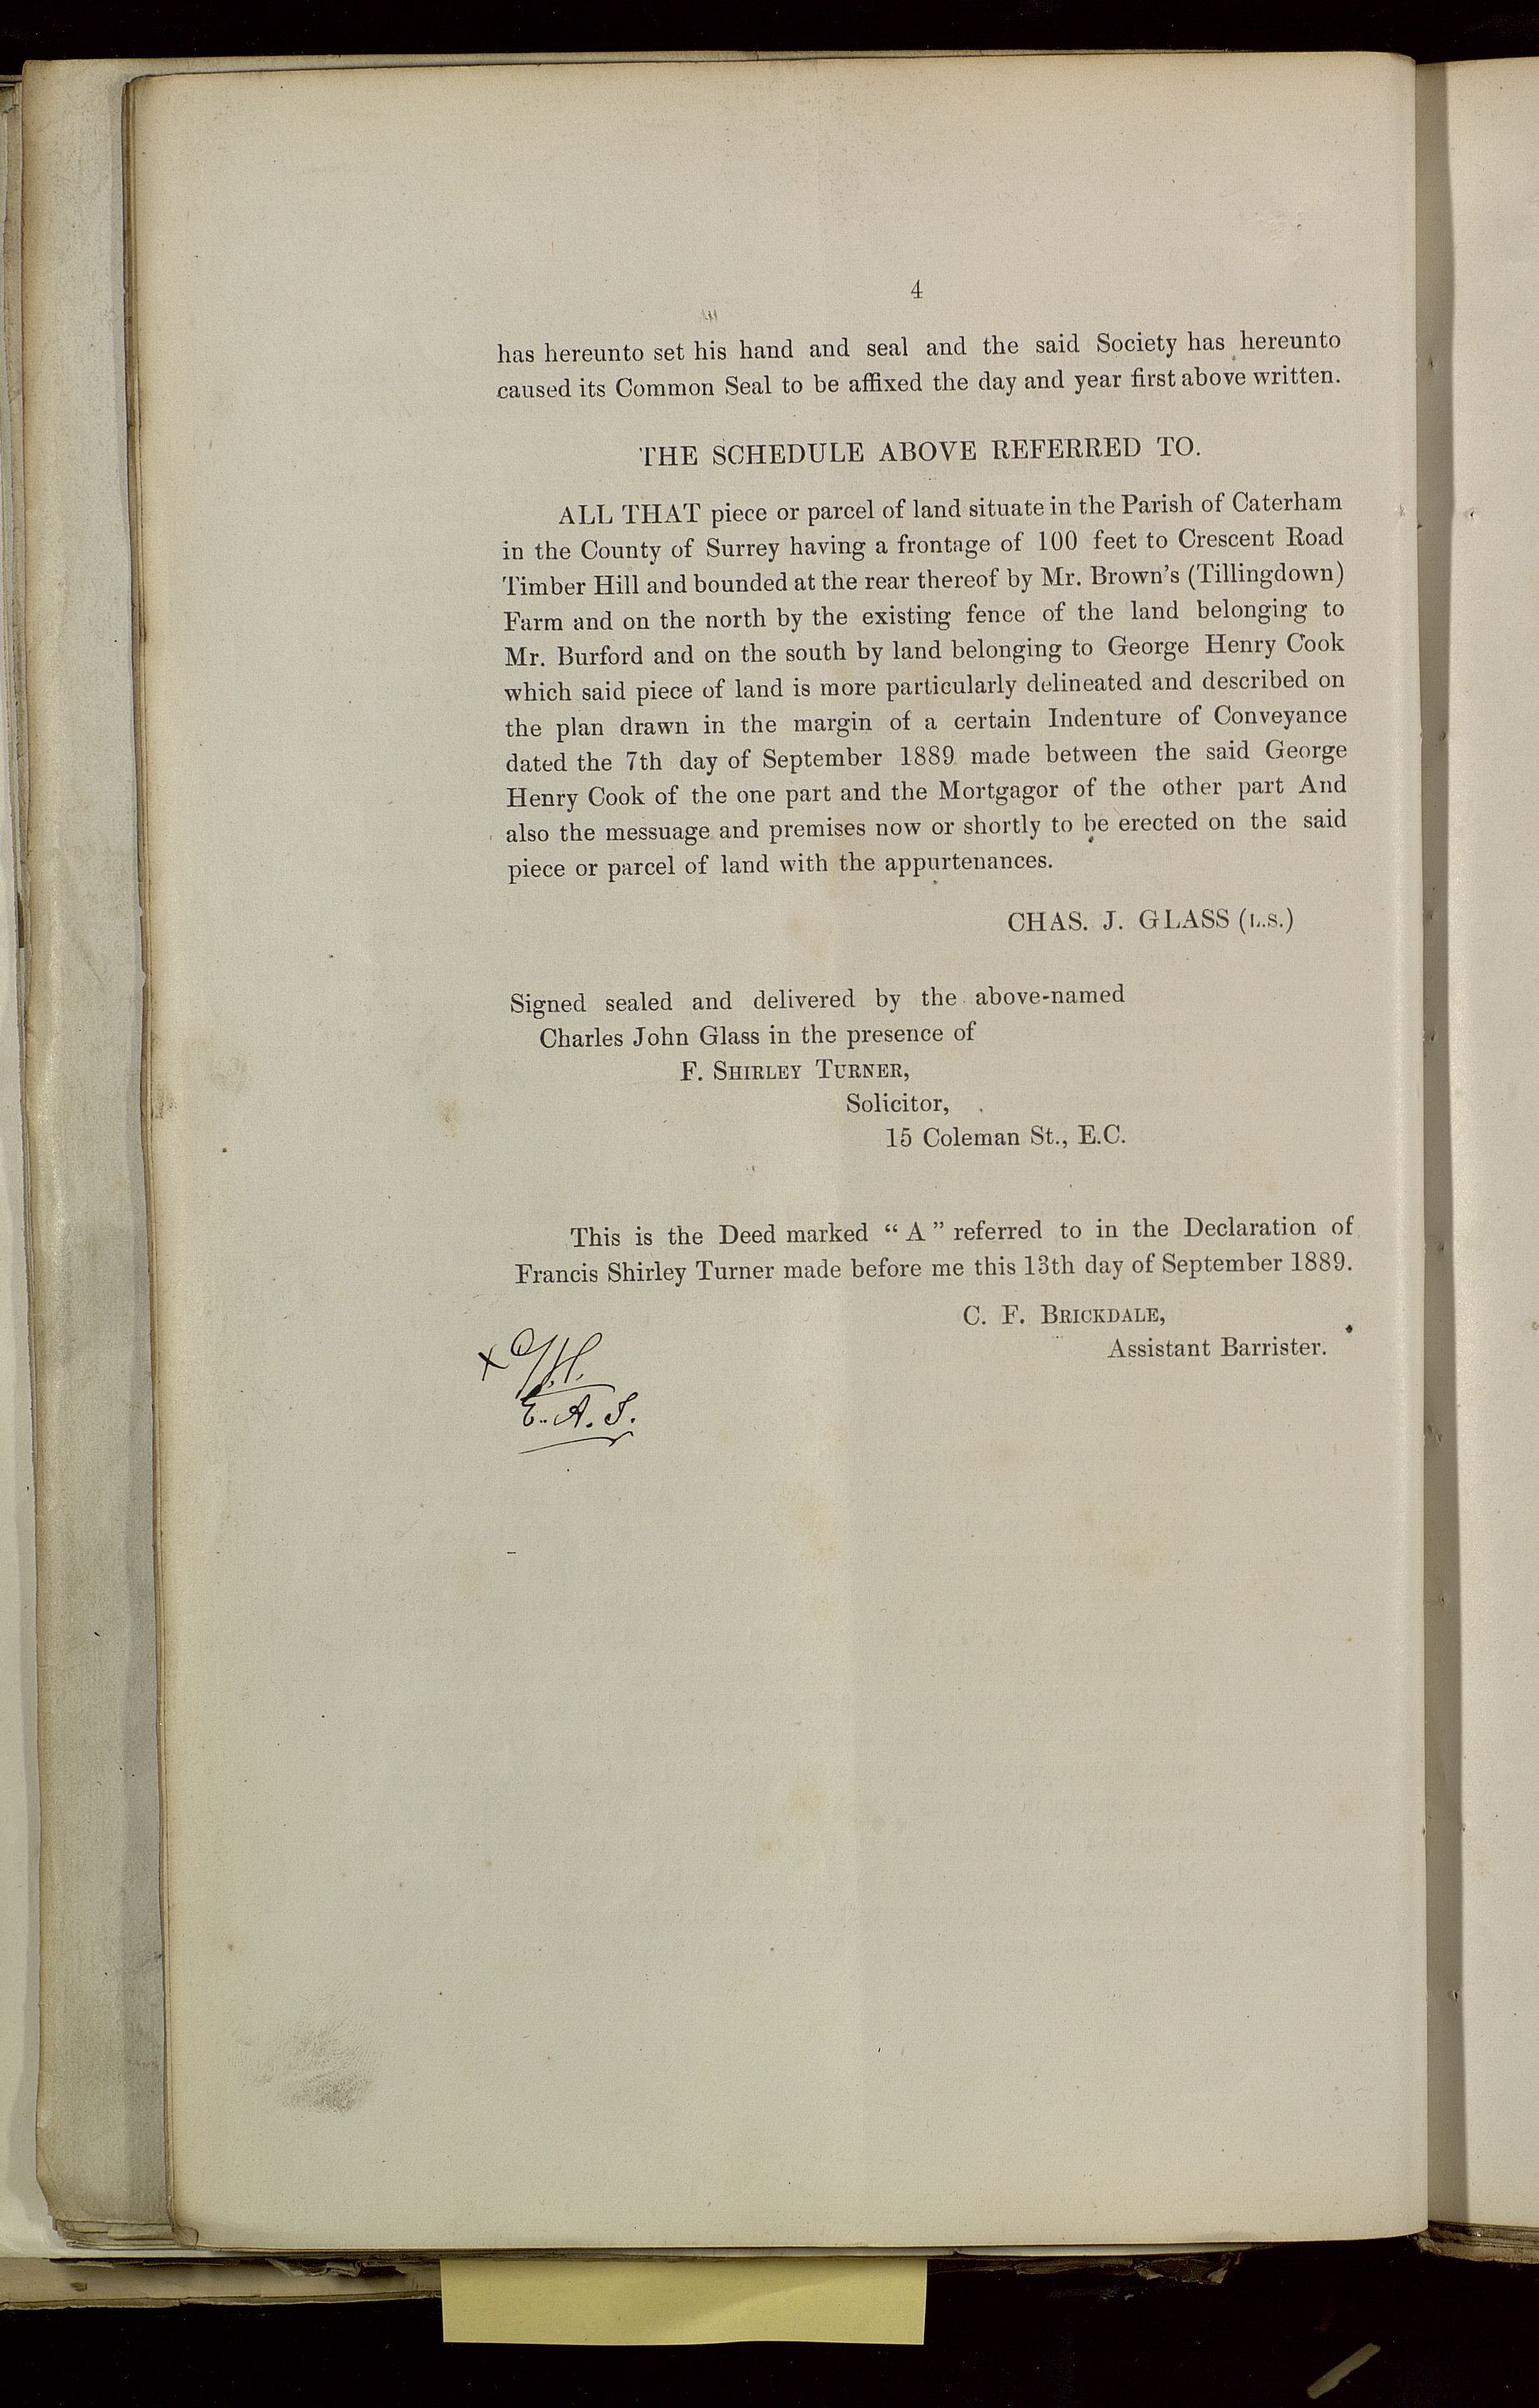 4
has hereunto set his hand and seal and the said Society has hereunto
caused its Common Seal to be affixed the day and year first above written.
THE SCHEDULE ABOVE REFERRED TO.
ALL THAT piece or parcel of land situate in the Parish of Caterham
in the County of Surrey having a frontage of 100 feet to Crescent Road
Timber Hill and bounded at the rear thereof by Mr. Brown's (Tillingdown)
Farm and on the north by the existing fence of the land belonging to
Mr. Burford and on the south by land belonging to George Henry Cook
which said piece of land is more particularly delineated and described on
the plan drawn in the margin of a certain Indenture of Conveyance
dated the 7th day of September 1889 made between the said George
Henry Cook of the one part and the Mortgagor of the other part And
also the messuage and premises now or shortly to be erected on the said
piece or parcel of land with the appurtenances.
CHAS. J. GLASS (L.S.)
Signed sealed and delivered by the above-named
Charles John Glass in the presence of
F. SHIRLEY TURNER,
Solicitor,
15 Coleman St., E.C.
This is the Deed marked “ A ” referred to in the Declaration of
Francis Shirley Turner made before me this 13th day of September 1889.
C. F. BRICKDALE,
Assistant Barrister.
E. A. S.